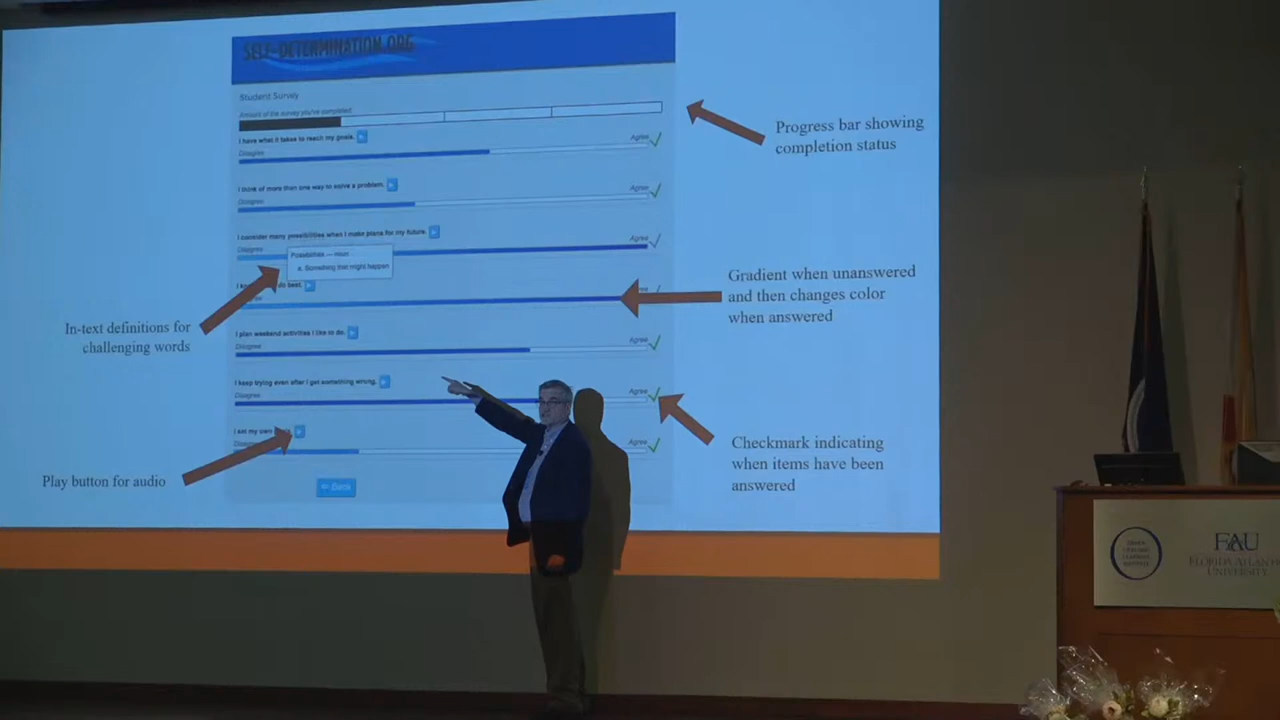 SELF-DETERMINATION.ORG
Student Survey
Amount of the survey you've completed:
I have what it takes to reach my goals.
Disagree Agree
I think of more than one way to solve a problem.
Disagree Agree
I consider many possibilities when I make plans for my future.
Disagree Agree
Possibilities — noun
a. Something that might happen
do best.
I plan weekend activities I like to do.
Disagree Agree
I keep trying even after I get something wrong.
Disagree Agree
I set my own
Disagree Agree
Back
Progress bar showing
completion status
Gradient when unanswered
and then changes color
when answered
In-text definitions for
challenging words
Checkmark indicating
when items have been
answered
Play button for audio
FAU
FLORIDA ATLANTIC
UNIVERSITY